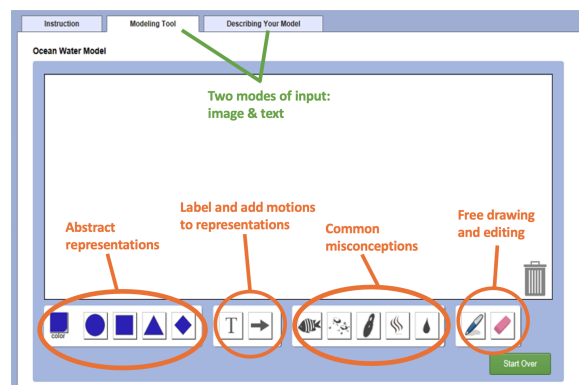 Instruction
Modeling Tool
Describing Your Model
Ocean Water Model
Two modes of input:
image & text
Abstract
representations
Label and add motions
to representations
Common
misconceptions
Free drawing
and editing
color
T
Start Over